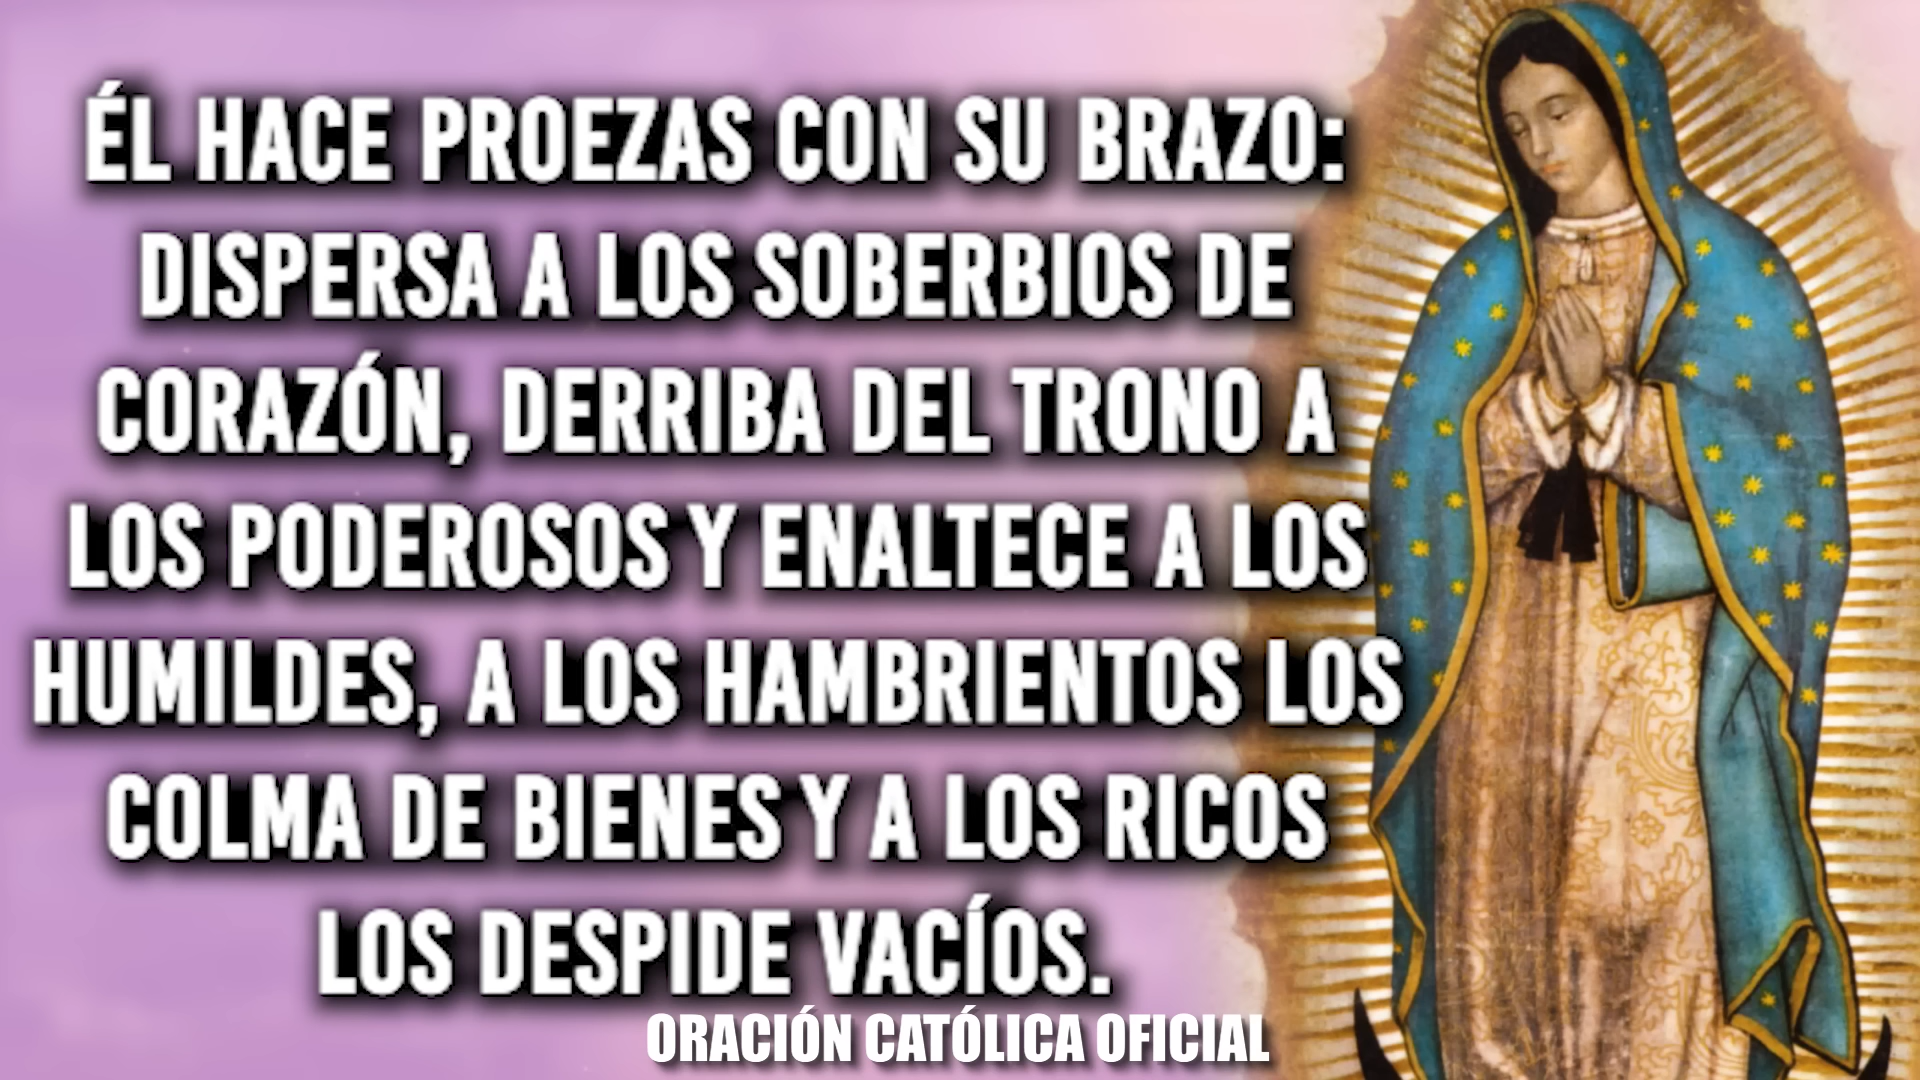 ÉL HACE PROEZAS CON SU BRAZO:
DISPERSA A LOS SOBERBIOS DE
CORAZÓN, DERRIBA DEL TRONO A
LOS PODEROSOS Y ENALTECE A LOS
HUMILDES, A LOS HAMBRIENTOS LOS
COLMA DE BIENES Y A LOS RICOS
LOS DESPIDE VACÍOS.
ORACIÓN CATÓLICA OFICIAL